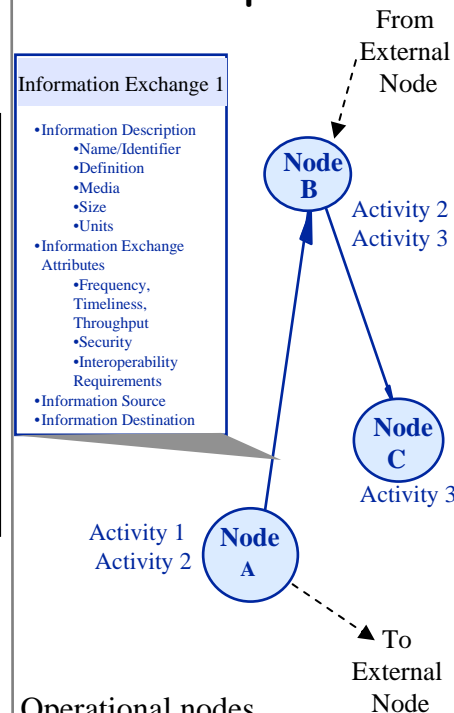 From
External
Node
Information Exchange 1
•Information Description
•Name/Identifier
•Definition
•Media
•Size
•Units
•Information Exchange
Attributes
•Frequency,
Timeliness,
Throughput
•Security
•Interoperability
Requirements
•Information Source
•Information Destination
Node
B
Activity 2
Activity 3
Node
C
Activity 3
Activity 1
Activity 2
Node
A
To
External
Node
Operational nodes